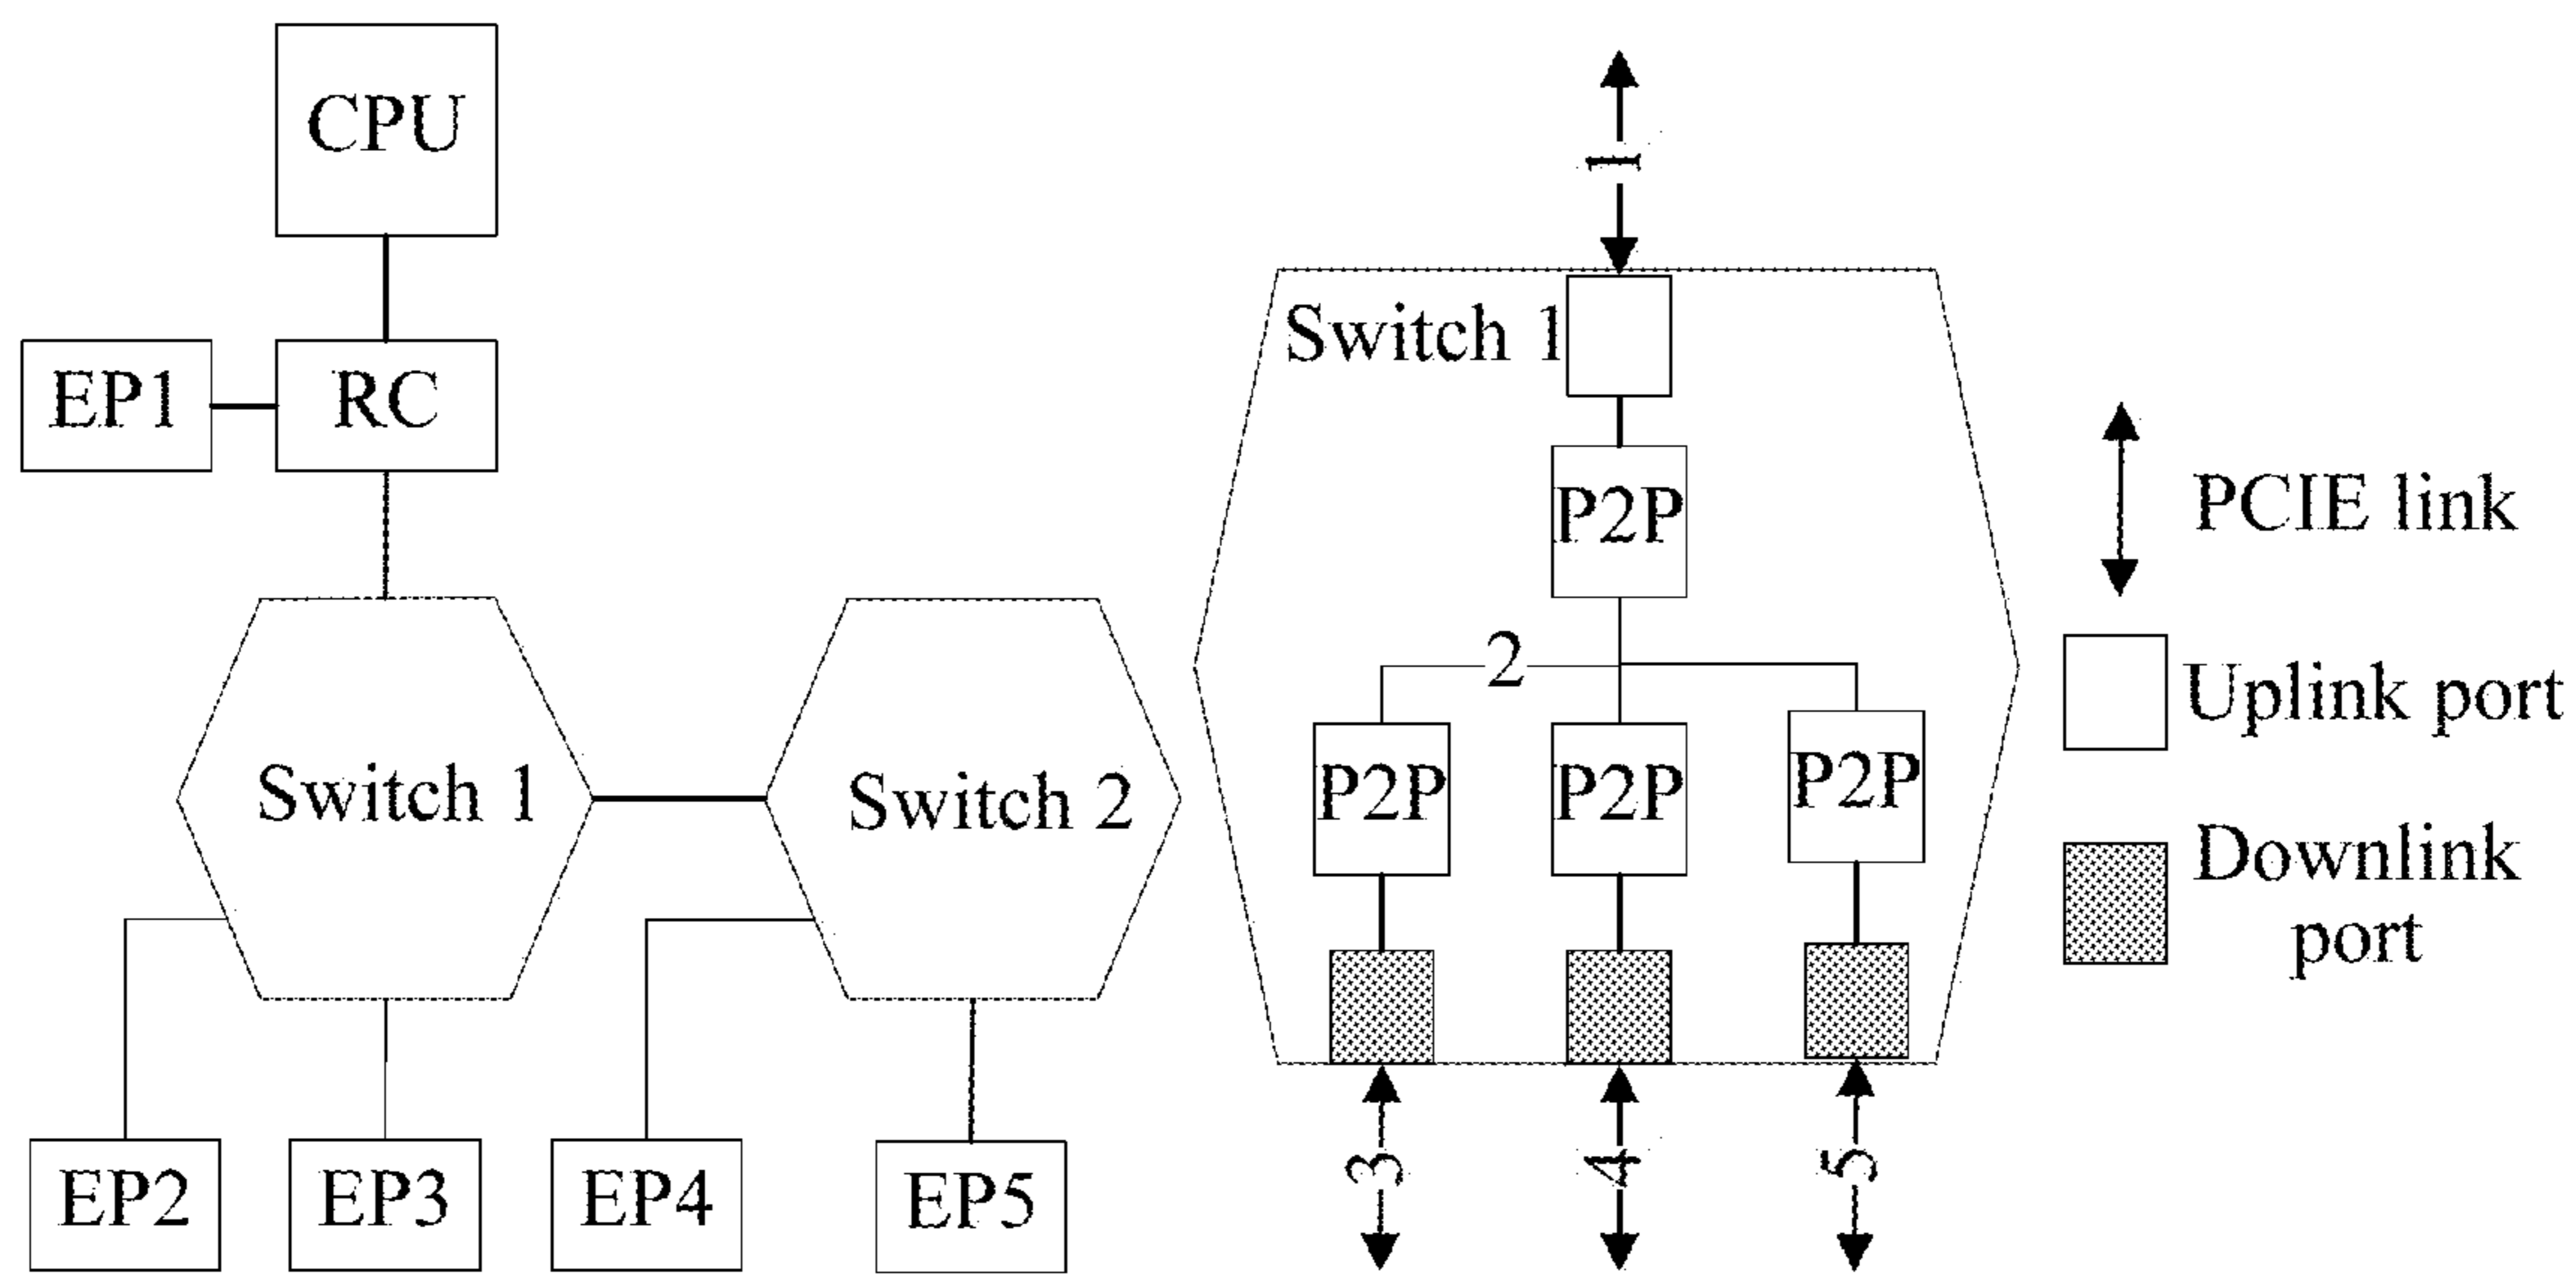 CPU
EP1
RC
Switch 1
Switch 2
EP2
EP3
EP4
EP5
1
Switch 1
P2P
2
P2P
P2P
P2P
3
4
5
PCIE link
Uplink port
Downlink
port